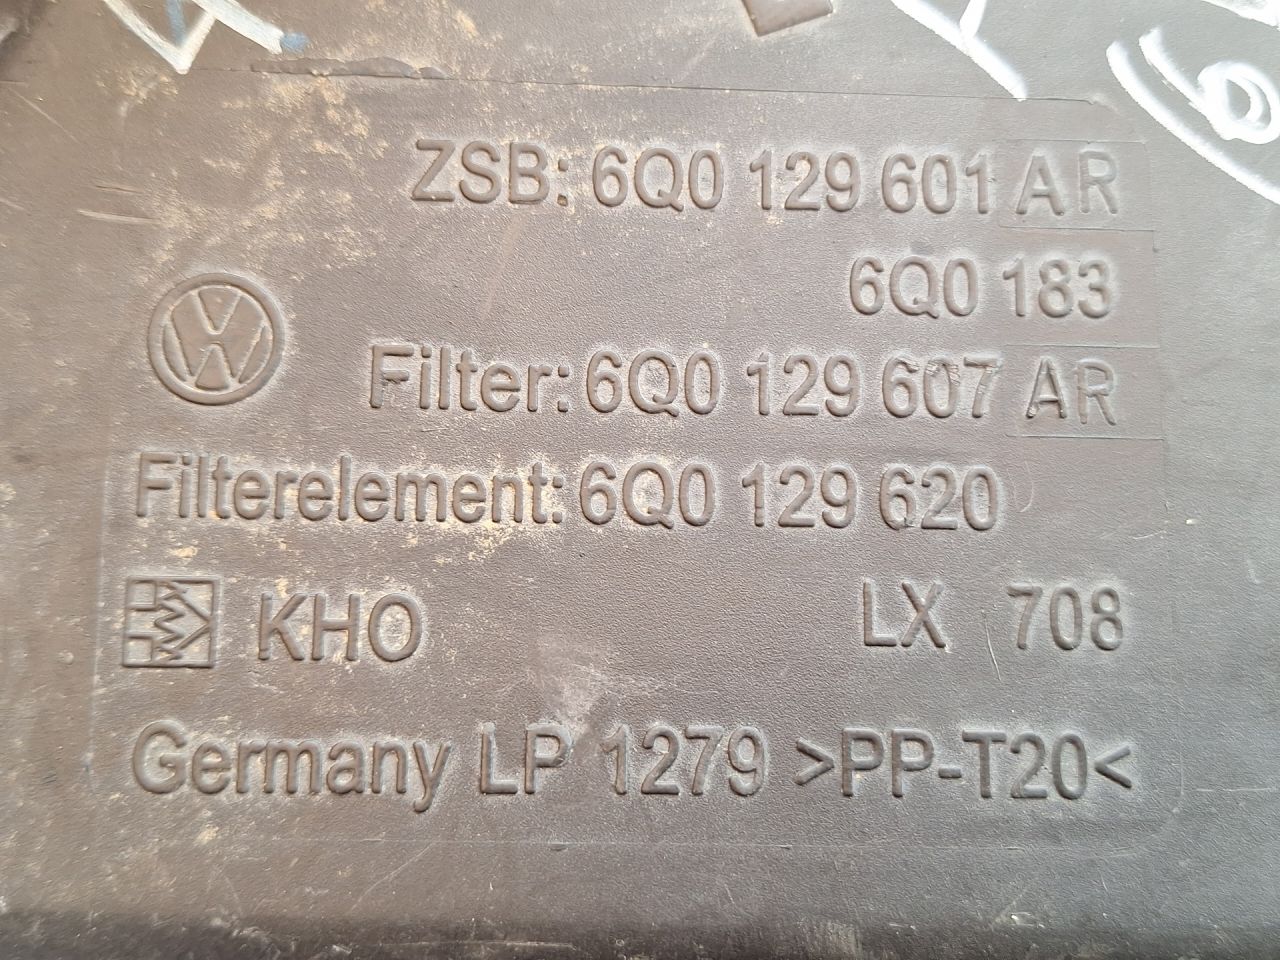 ZSB: 6Q0 129 601 AR
6Q0 183
Filter: 6Q0 129 607 AR
Filterelement: 6Q0 129 620
KHO LX 708
Germany LP 1279 >PP-T20<